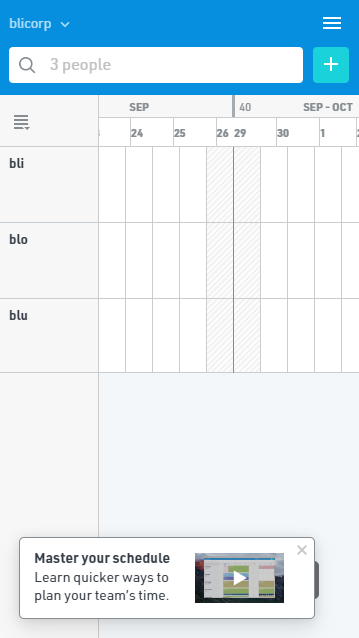 blicorp
3 people
SEP
40
SEP - OCT
24 25 26 29 30 1
bli
blo
blu
Master your schedule
Learn quicker ways to
plan your team's time.